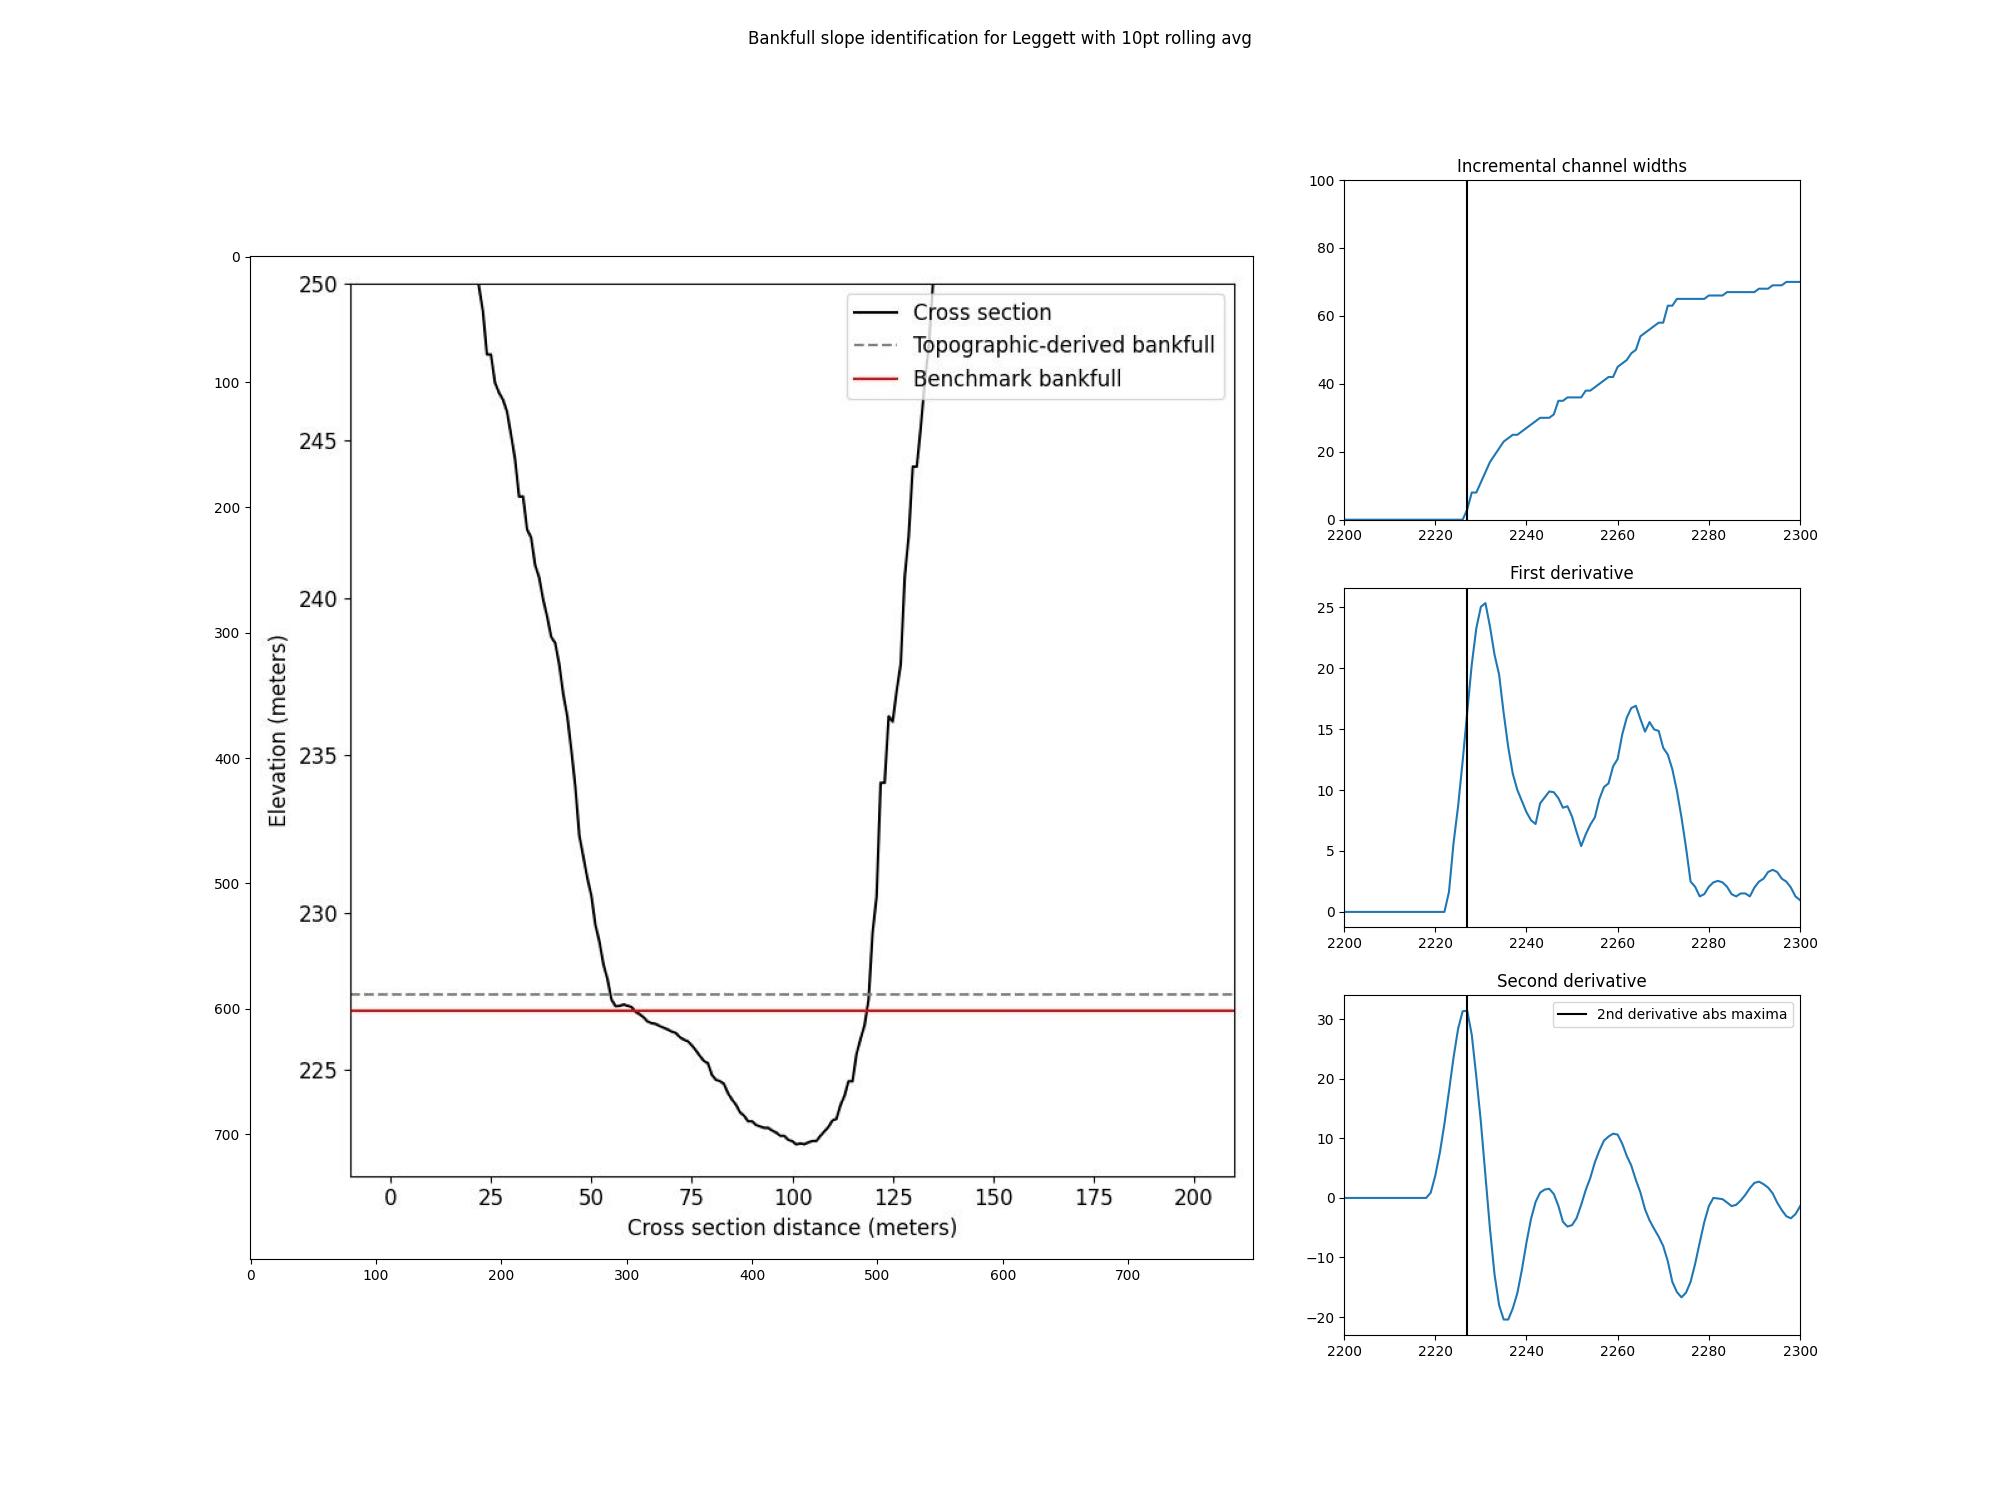 Bankfull slope identification for Leggett with 10pt rolling avg
0
100
200
300
400
500
600
700
0 100 200 300 400 500 600 700
250
245
240
235
230
225
Elevation (meters)
0 25 50 75 100 125 150 175 200
Cross section distance (meters)
Cross section
Topographic-derived bankfull
Benchmark bankfull
Incremental channel widths
100
80
60
40
20
0
2200 2220 2240 2260 2280 2300
First derivative
25
20
15
10
5
0
2200 2220 2240 2260 2280 2300
Second derivative
2nd derivative abs maxima
30
20
10
0
−10
−20
2200 2220 2240 2260 2280 2300